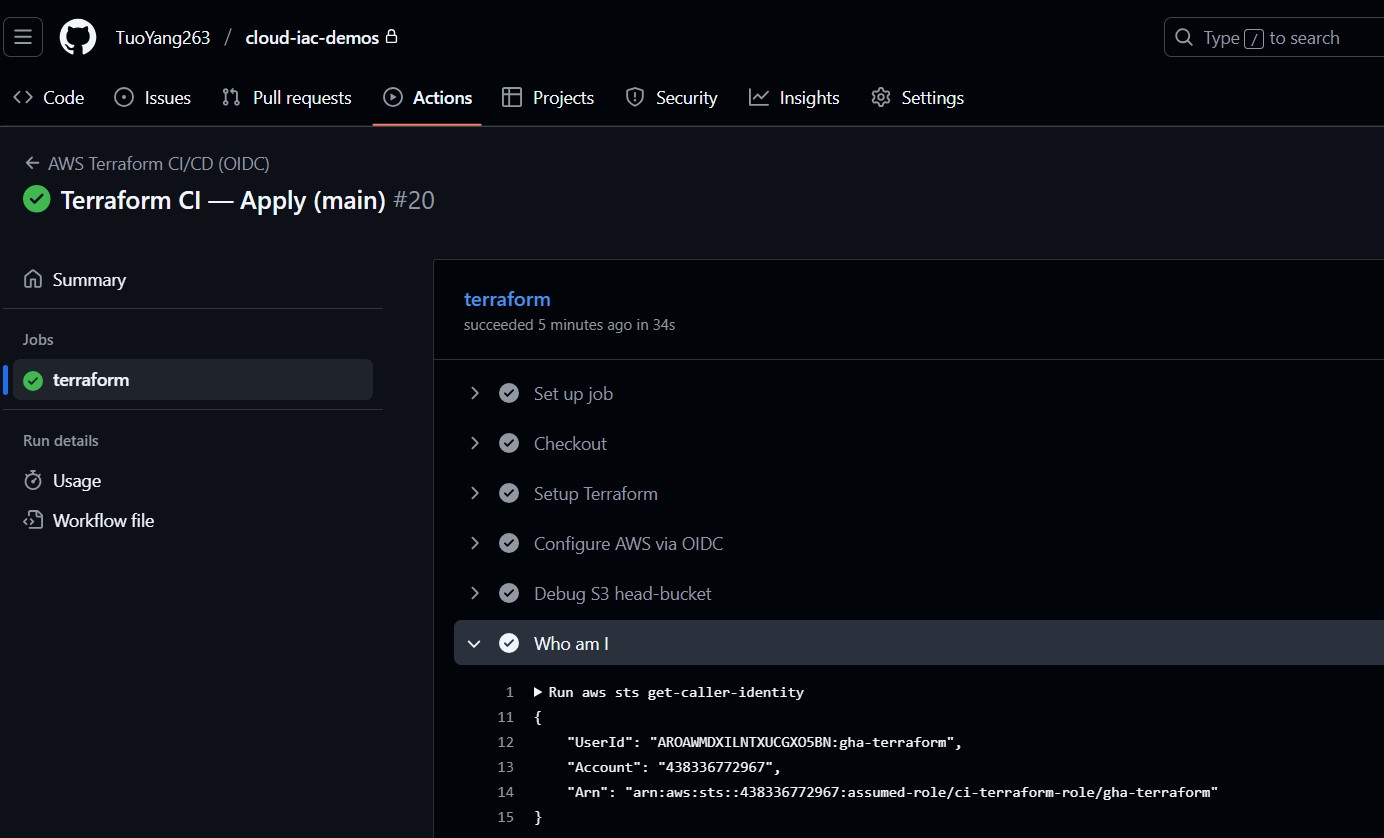 TuoYang263 / cloud-iac-demos
Type / to search
Code Issues Pull requests Actions Projects Security Insights Settings
AWS Terraform CI/CD (OIDC)
Terraform CI — Apply (main) #20
Summary
Jobs
terraform
Run details
Usage
Workflow file
terraform
succeeded 5 minutes ago in 34s
Set up job
Checkout
Setup Terraform
Configure AWS via OIDC
Debug S3 head-bucket
Who am I
1 Run aws sts get-caller-identity
11 {
12 "UserId": "AROAWMDXILNTXUCGXO5BN:gha-terraform",
13 "Account": "438336772967",
14 "Arn": "arn:aws:sts::438336772967:assumed-role/ci-terraform-role/gha-terraform"
15 }